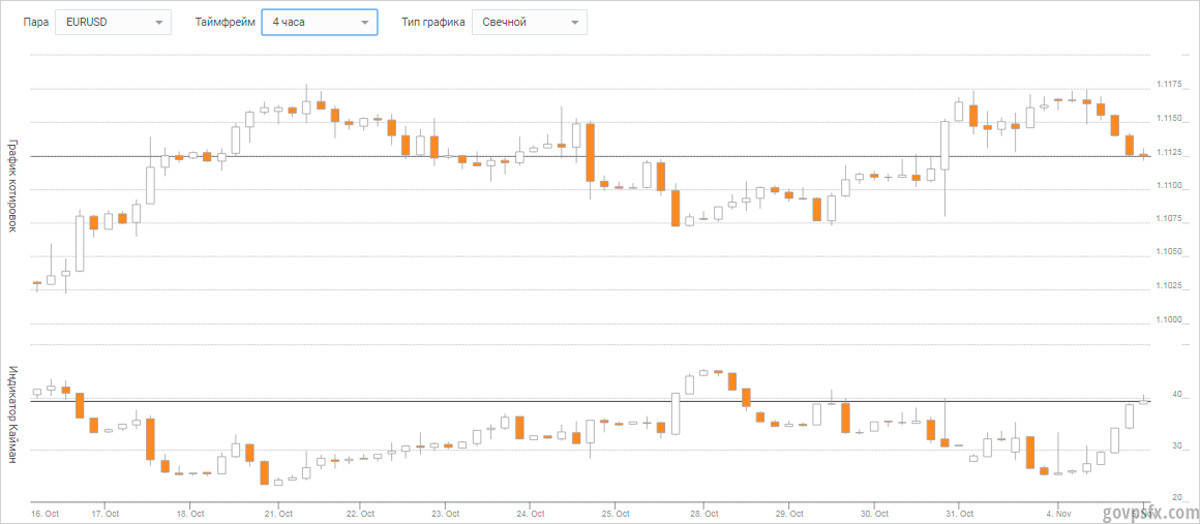 Пара EURUSD Таймфрейм 4 часа Тип графика Свечной
График котировок
1.1175
1.1150
1.1125
1.1100
1.1075
1.1050
1.1025
1.1000
Индикатор Кайман
40
30
20
16. Oct 17. Oct 18. Oct 21. Oct 22. Oct 23. Oct 24. Oct 25. Oct 28. Oct 29. Oct 30. Oct 31. Oct 4. Nov
govpsfx.com